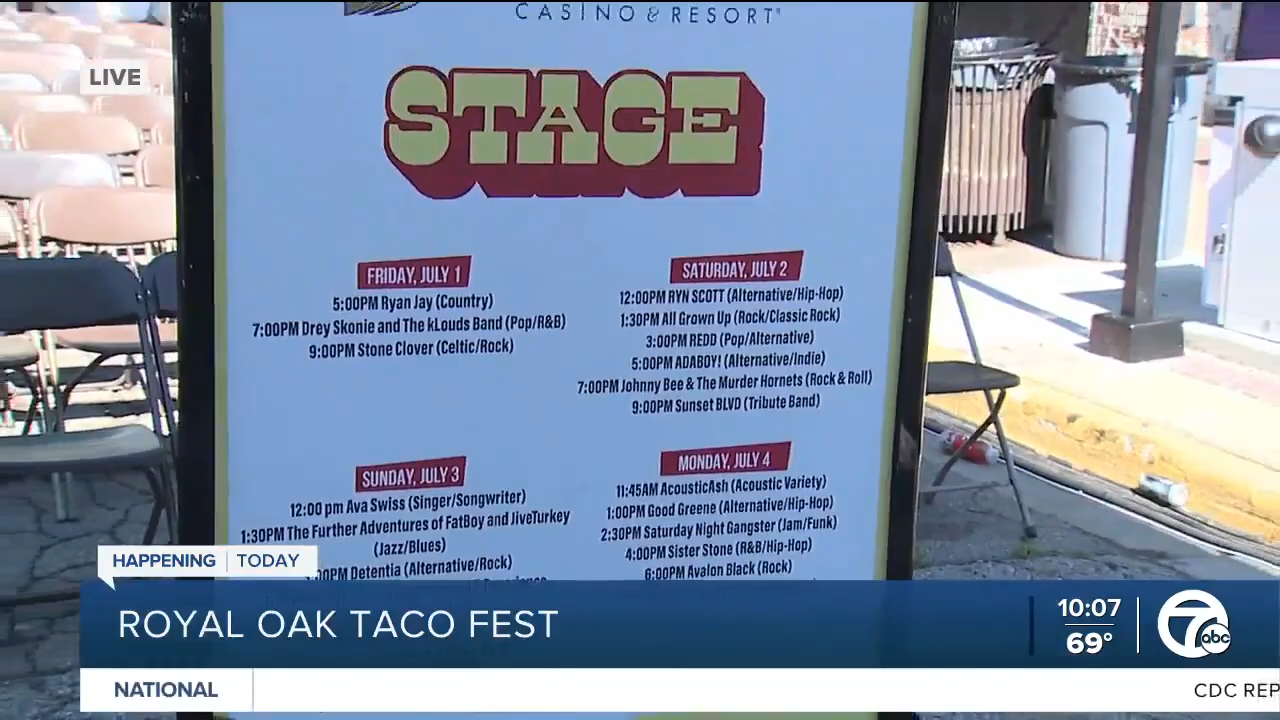 CASINO & RESORT
LIVE
STAGE
FRIDAY, JULY 1
5:00PM Ryan Jay (Country)
7:00PM Drey Skonie and The kLouds Band (Pop/R&B)
9:00PM Stone Clover (Celtic/Rock)
SATURDAY, JULY 2
12:00PM RYN SCOTT (Alternative/Hip-Hop)
1:30PM All Grown Up (Rock/Classic Rock)
3:00PM REDD (Pop/Alternative)
5:00PM ADABOY! (Alternative/Indie)
7:00PM Johnny Bee & The Murder Hornets (Rock & Roll)
9:00PM Sunset BLVD (Tribute Band)
SUNDAY, JULY 3
12:00 pm Ava Swiss (Singer/Songwriter)
1:30PM The Further Adventures of FatBoy and JiveTurkey
(Jazz/Blues)
Detentia (Alternative/Rock)
MONDAY, JULY 4
11:45AM AcousticAsh (Acoustic Variety)
1:00PM Good Greene (Alternative/Hip-Hop)
2:30PM Saturday Night Gangster (Jam/Funk)
4:00PM Sister Stone (R&B/Hip-Hop)
6:00PM Avalon Black (Rock)
HAPPENING TODAY
ROYAL OAK TACO FEST
10:07
69°
7 abc
NATIONAL
CDC REP